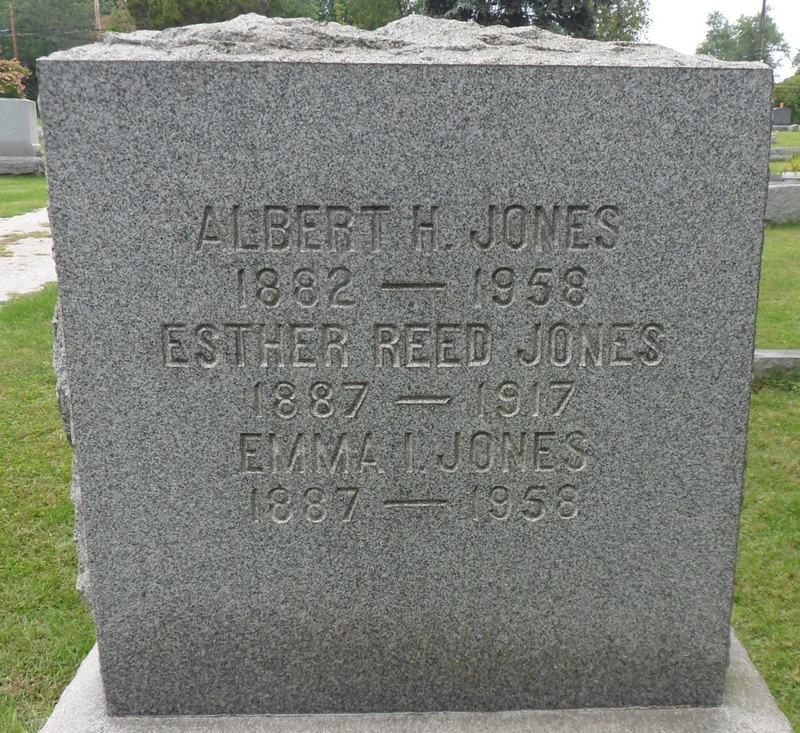 ALBERT H. JONES
1882 — 1958
ESTHER REED JONES
1887 — 1917
EMMA I. JONES
1887 — 1958